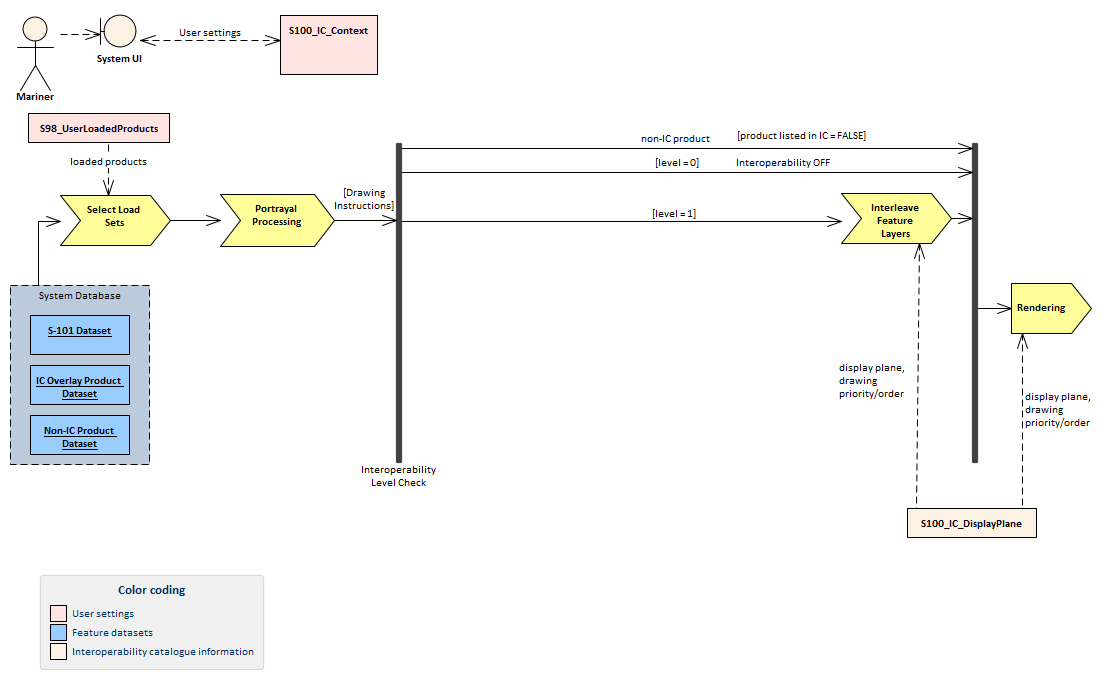 User settings
S100_IC_Context
System UI
Mariner
S98_UserLoadedProducts
loaded products
non-IC product
[product listed in IC = FALSE]
[level = 0]
Interoperability OFF
Select Load
Sets
Portrayal
Processing
[Drawing
Instructions]
[level = 1]
Interleave
Feature
Layers
System Database
S-101 Dataset
IC Overlay Product
Dataset
Non-IC Product
Dataset
Rendering
display plane,
drawing
priority/order
display plane,
drawing
priority/order
Interoperability
Level Check
S100_IC_DisplayPlane
Color coding
User settings
Feature datasets
Interoperability catalogue information